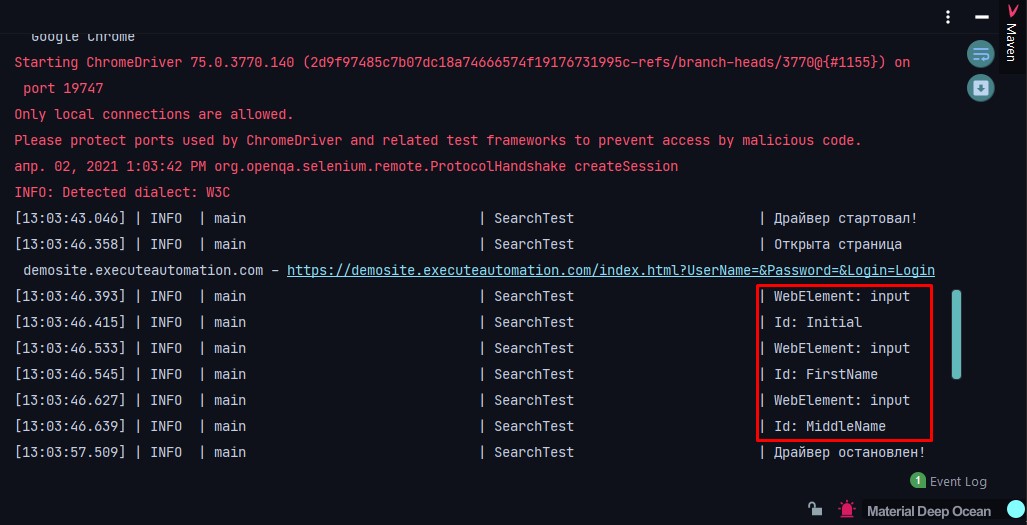 Google Chrome
Starting ChromeDriver 75.0.3770.140 (2d9f97485c7b07dc18a74666574f19176731995c-refs/branch-heads/3770@{#1155}) on
port 19747
Only local connections are allowed.
Please protect ports used by ChromeDriver and related test frameworks to prevent access by malicious code.
апр. 02, 2021 1:03:42 PM org.openqa.selenium.remote.ProtocolHandshake createSession
INFO: Detected dialect: W3C
[13:03:43.046] | INFO | main | SearchTest | Драйвер стартовал!
[13:03:46.358] | INFO | main | SearchTest | Открыта страница
demosite.executeautomation.com – https://demosite.executeautomation.com/index.html?UserName=&Password=&Login=Login
[13:03:46.393] | INFO | main | SearchTest | WebElement: input
[13:03:46.415] | INFO | main | SearchTest | Id: Initial
[13:03:46.533] | INFO | main | SearchTest | WebElement: input
[13:03:46.545] | INFO | main | SearchTest | Id: FirstName
[13:03:46.627] | INFO | main | SearchTest | WebElement: input
[13:03:46.639] | INFO | main | SearchTest | Id: MiddleName
[13:03:57.509] | INFO | main | SearchTest | Драйвер остановлен!
Maven
1 Event Log
Material Deep Ocean